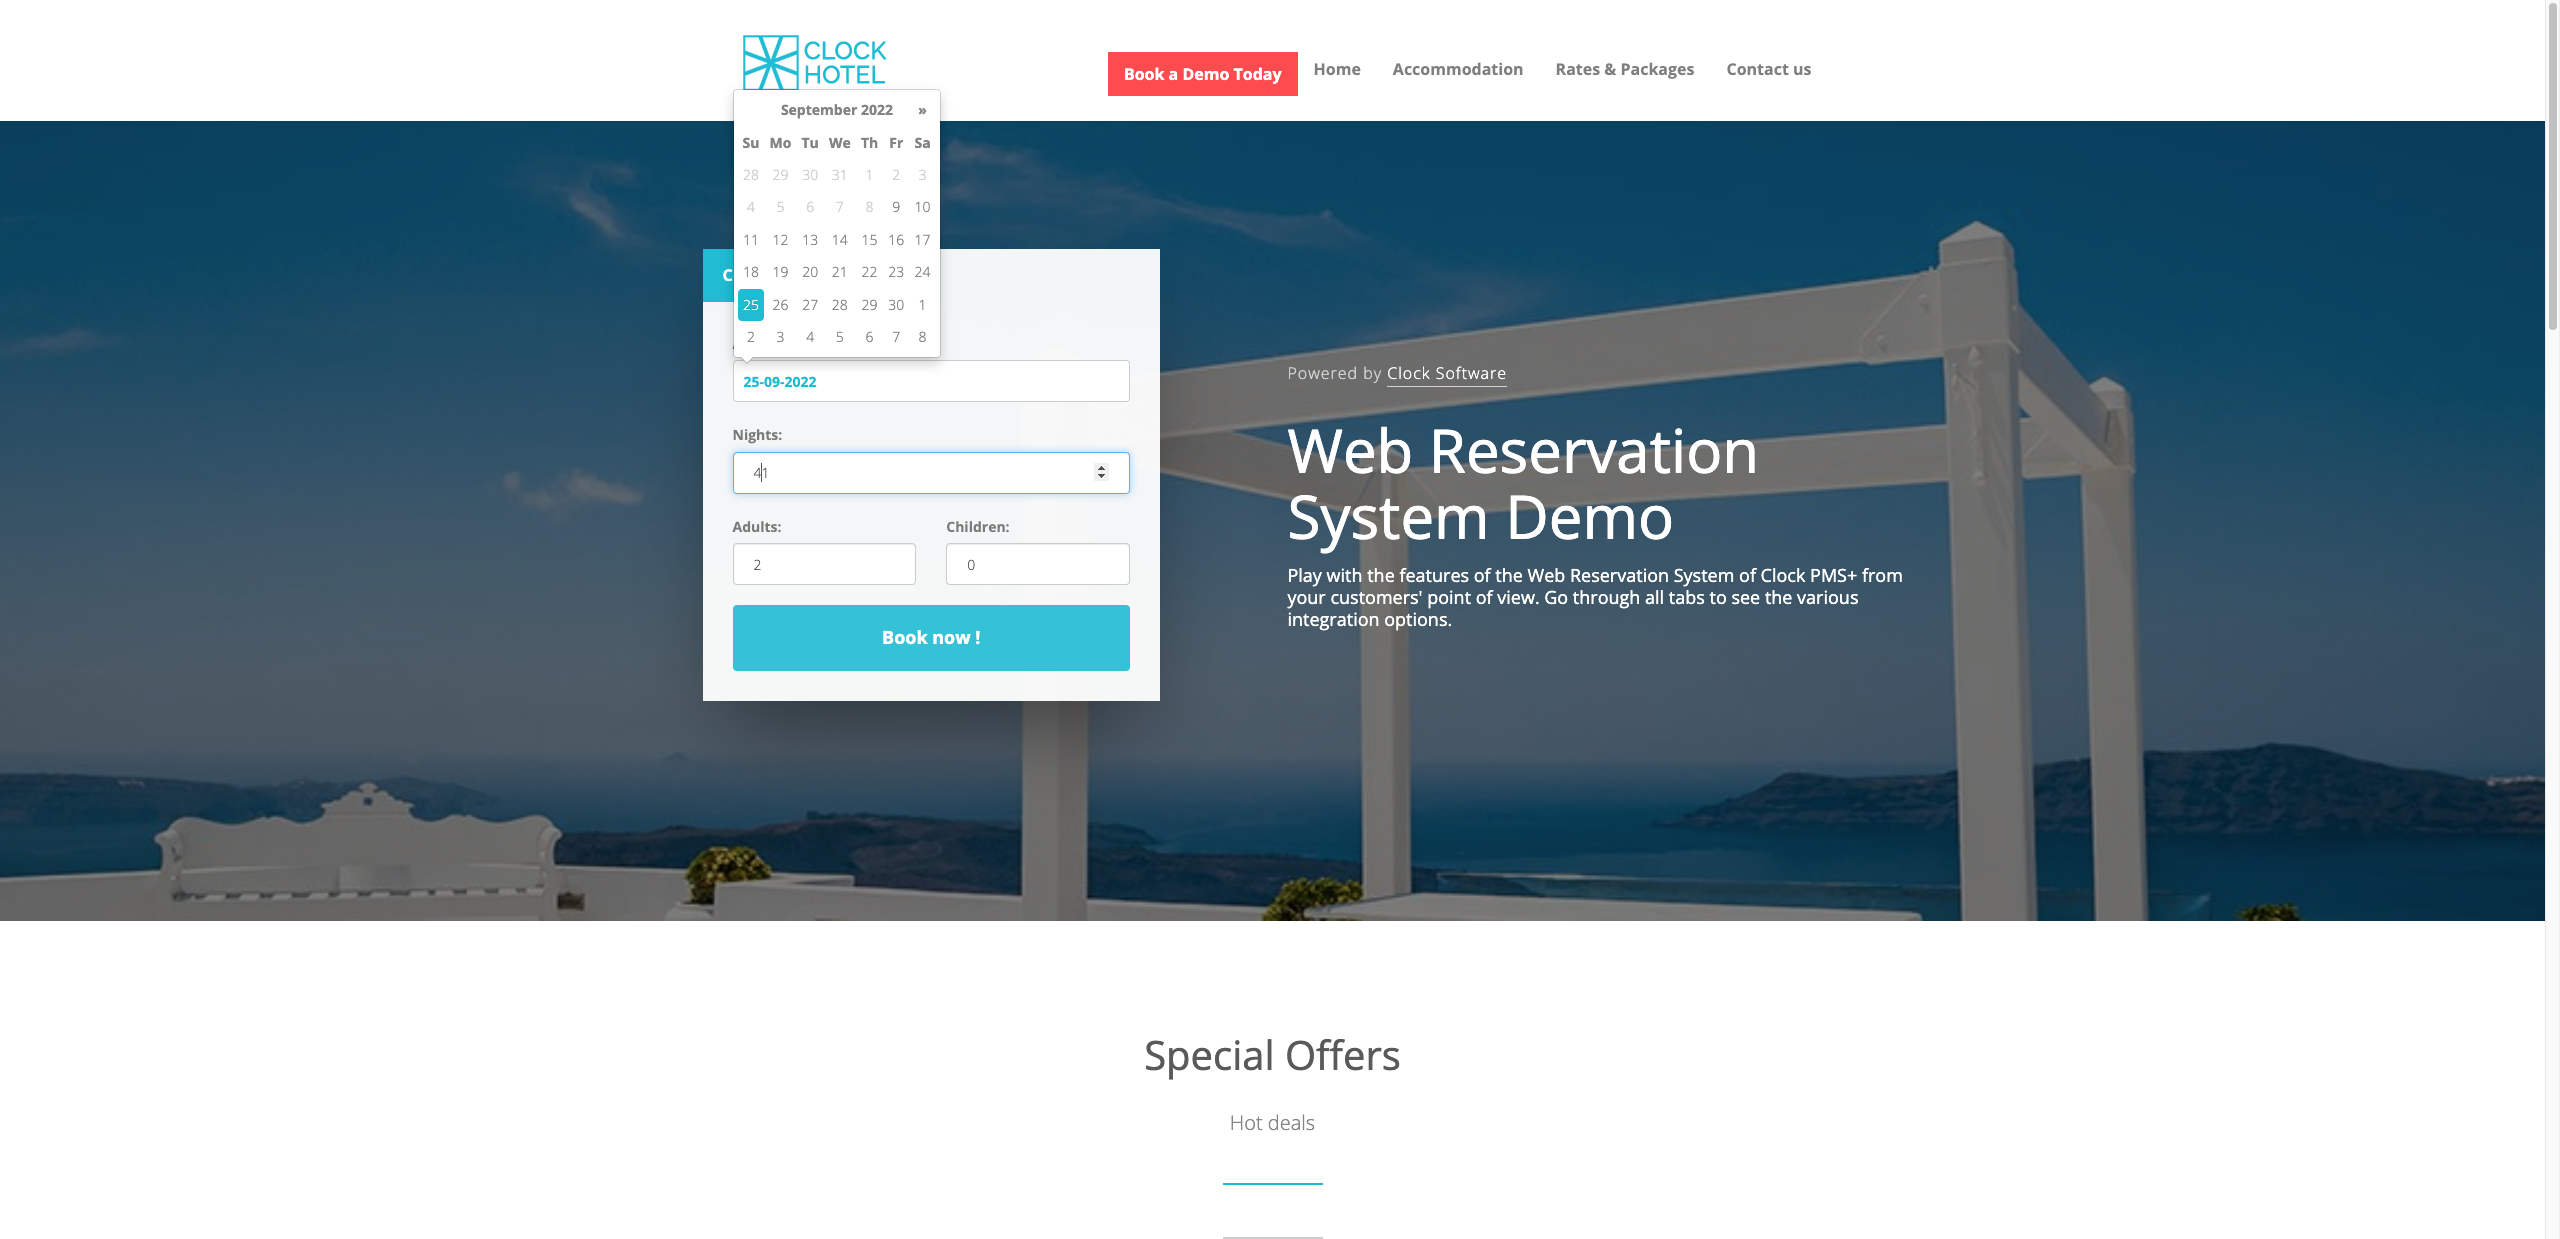 CLOCK
HOTEL
Book a Demo Today
Home
Accommodation
Rates & Packages
Contact us
September 2022 »
Su Mo Tu We Th Fr Sa
28 29 30 31 1 2 3
4 5 6 7 8 9 10
11 12 13 14 15 16 17
18 19 20 21 22 23 24
25 26 27 28 29 30 1
2 3 4 5 6 7 8
25-09-2022
Nights:
41
Adults:
Children:
2
0
Book now !
Powered by Clock Software
Web Reservation
System Demo
Play with the features of the Web Reservation System of Clock PMS+ from
your customers' point of view. Go through all tabs to see the various
integration options.
Special Offers
Hot deals